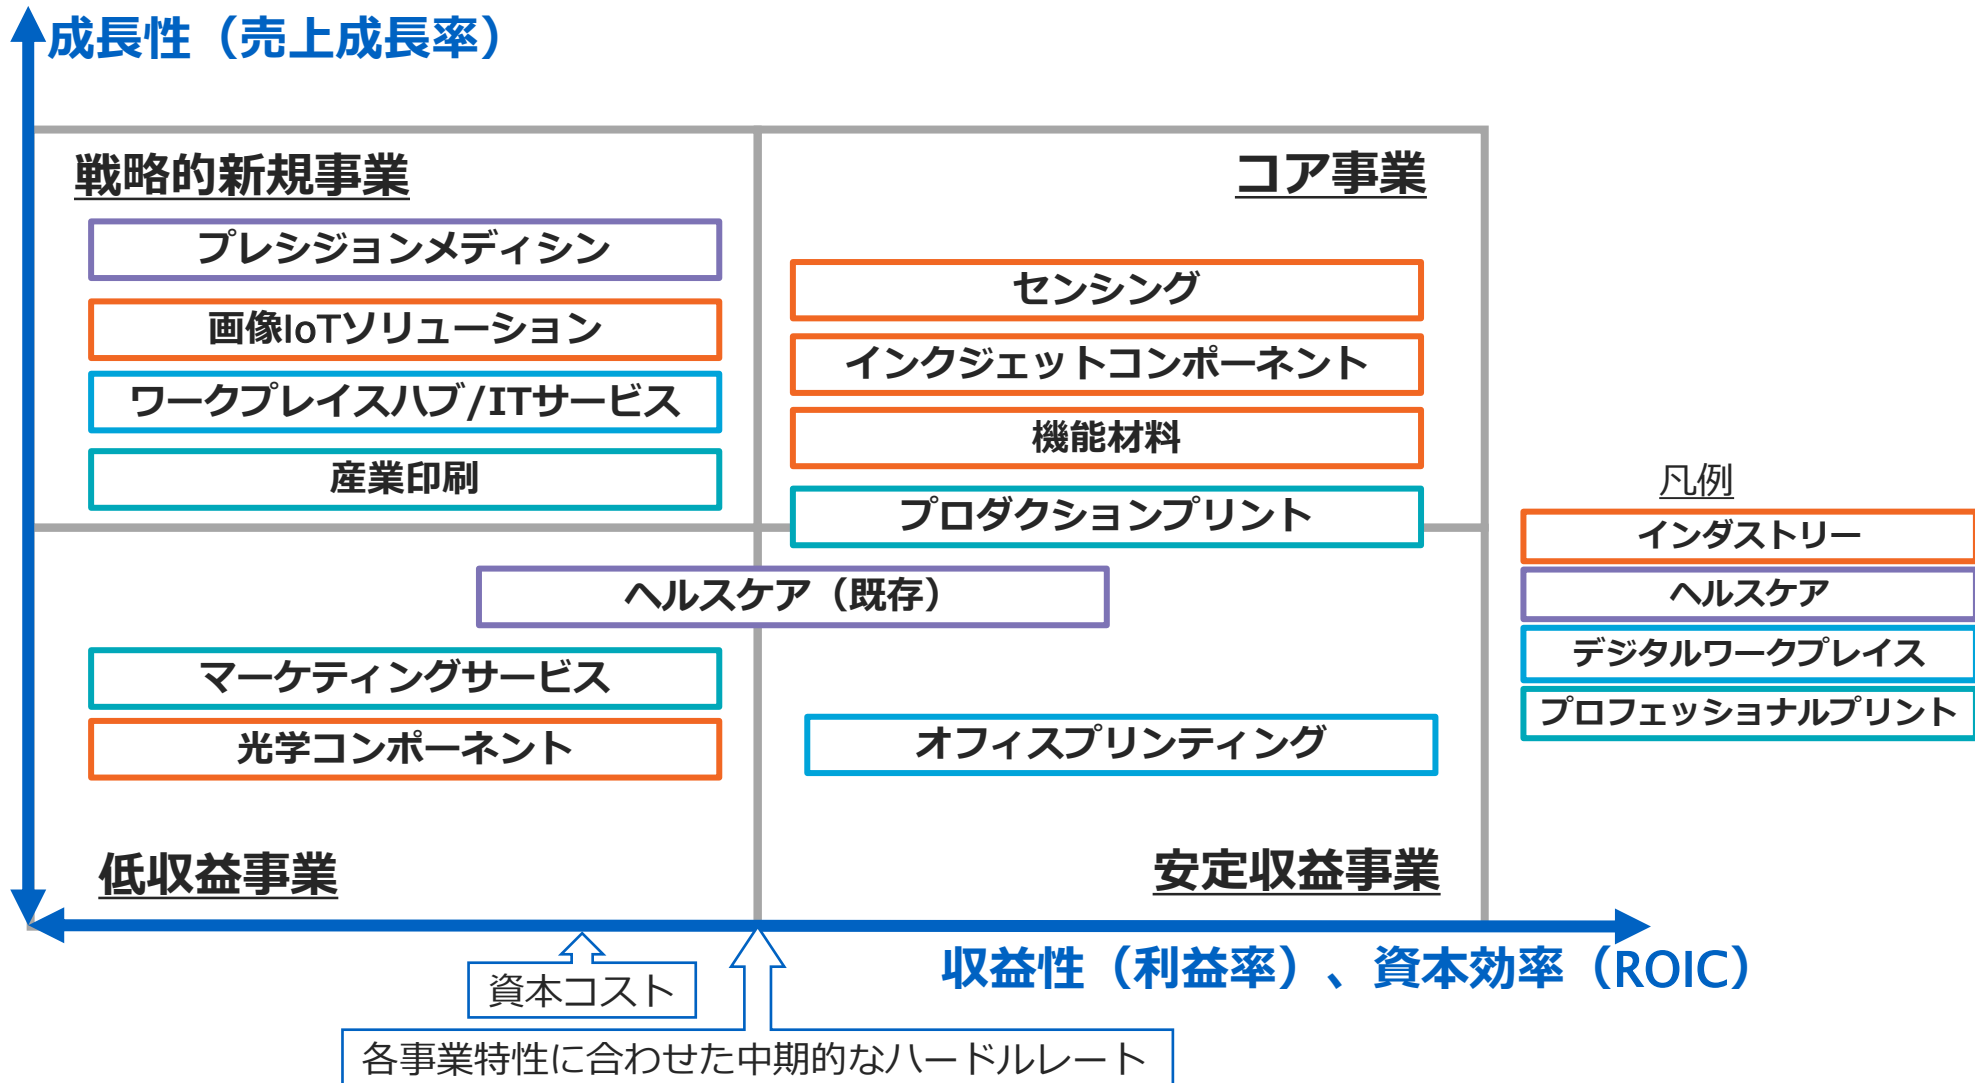 成長性（売上成長率）
戦略的新規事業
プレシジョンメディシン
画像IoTソリューション
ワークプレイスハブ/ITサービス
産業印刷
コア事業
センシング
インクジェットコンポーネント
機能材料
プロダクションプリント
ヘルスケア（既存）
マーケティングサービス
光学コンポーネント
低収益事業
オフィスプリンティング
安定収益事業
凡例
インダストリー
ヘルスケア
デジタルワークプレイス
プロフェッショナルプリント
収益性（利益率）、資本効率（ROIC）
資本コスト
各事業特性に合わせた中期的なハードルレート